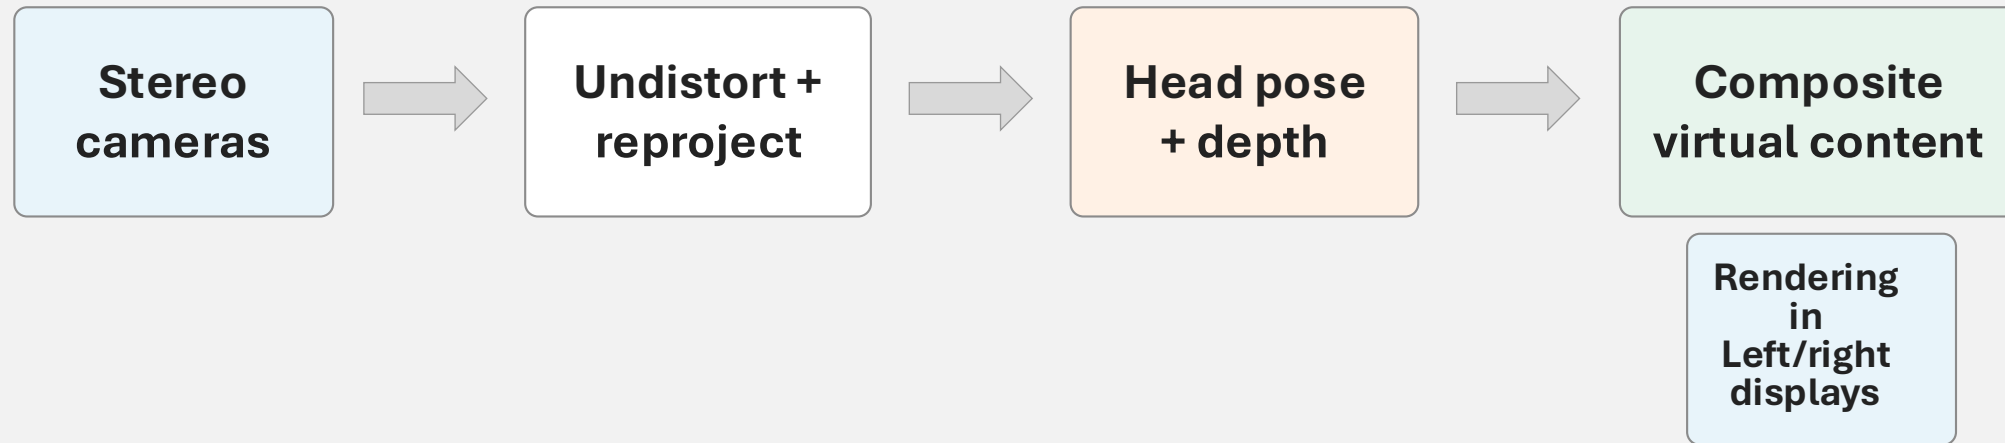 Stereo
cameras
Undistort +
reproject
Head pose
+ depth
Composite
virtual content
Rendering
in
Left/right
displays